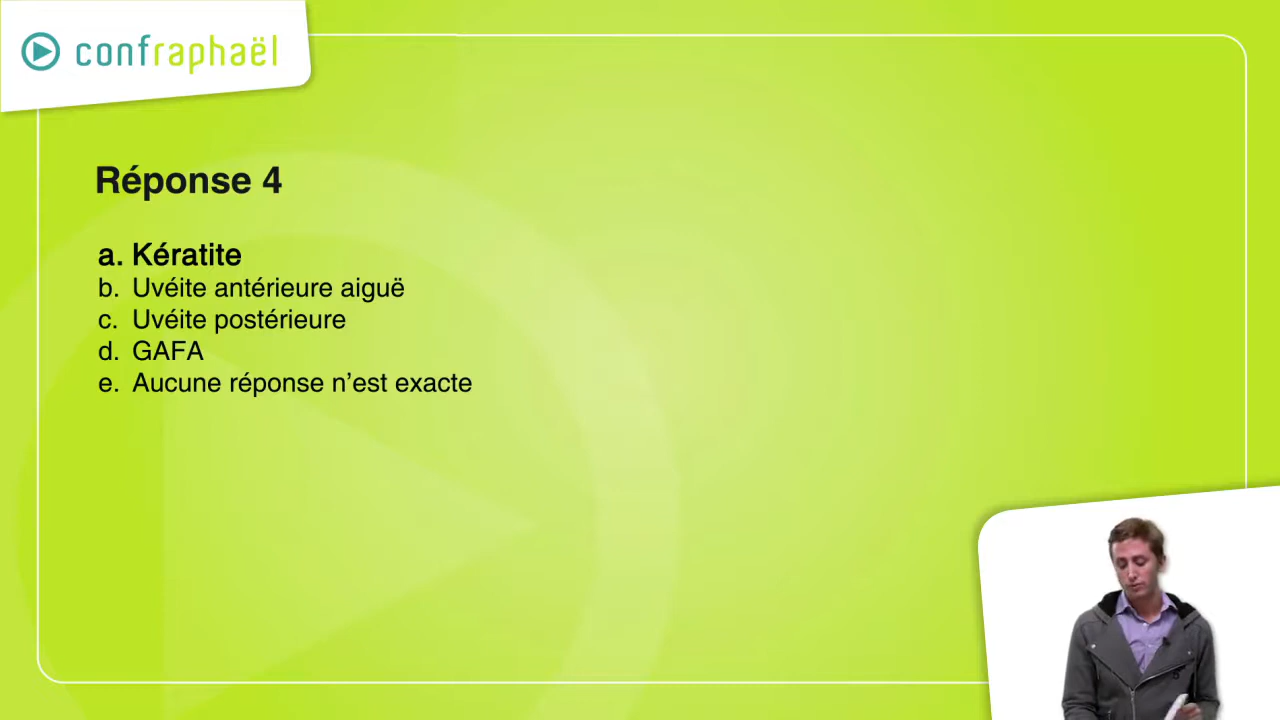 confraphaël
Réponse 4
a. Kératite
b. Uvéite antérieure aiguë
c. Uvéite postérieure
d. GAFA
e. Aucune réponse n’est exacte